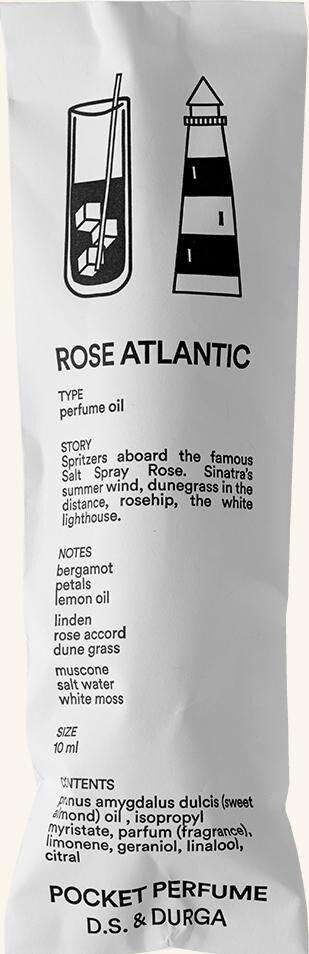 ROSE ATLANTIC
TYPE
perfume oil
STORY
Spritzers aboard the famous
Salt Spray Rose. Sinatra's
summer wind, dunegrass in the
distance, rosehip, the white
lighthouse.
NOTES
bergamot
petals
lemon oil
linden
rose accord
dune grass
muscone
salt water
white moss
SIZE
10 ml
CONTENTS
prunus amygdalus dulcis (sweet
almond) oil , isopropyl
myristate, parfum (fragrance),
limonene, geraniol, linalool,
citral
POCKET PERFUME
D.S. & DURGA